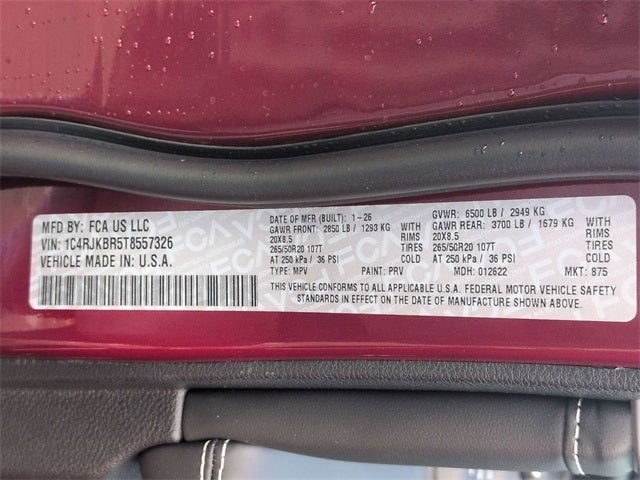 MFD BY: FCA US LLC
VIN: 1C4RJKBR5T8557326
VEHICLE MADE IN: U.S.A.
DATE OF MFR (BUILT): 1-26
GAWR FRONT: 2850 LB / 1293 KG WITH
20X8.5 RIMS
265/50R20 107T TIRES
AT 250 kPa / 36 PSI COLD
TYPE: MPV PAINT: PRV
GVWR: 6500 LB / 2949 KG
GAWR REAR: 3700 LB / 1679 KG WITH
20X8.5 RIMS
265/50R20 107T TIRES
AT 250 kPa / 36 PSI COLD
MDH: 012622 MKT: 875
THIS VEHICLE CONFORMS TO ALL APPLICABLE U.S.A. FEDERAL MOTOR VEHICLE SAFETY
STANDARDS IN EFFECT ON THE DATE OF MANUFACTURE SHOWN ABOVE.